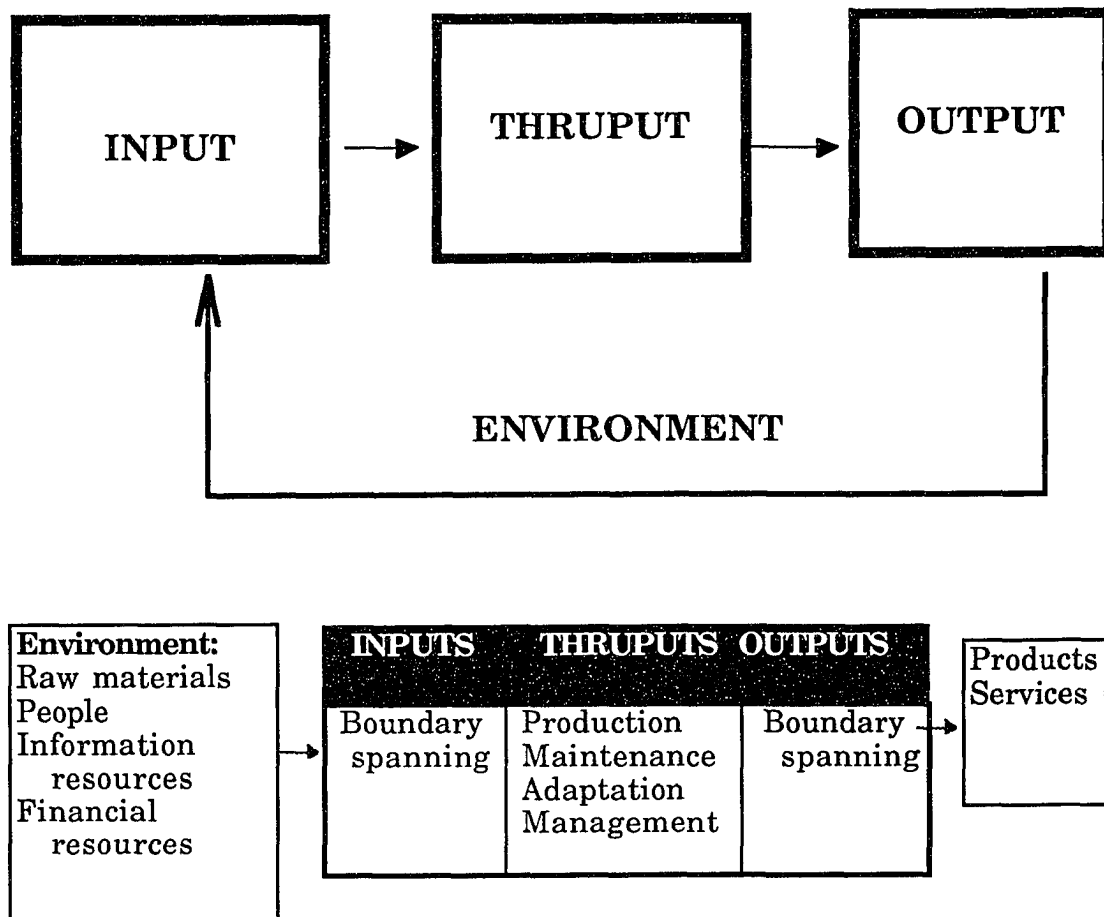 INPUT
THRUPUT
OUTPUT
ENVIRONMENT
Environment:
Raw materials
People
Information
resources
Financial
resources
INPUTS THRUPUTS OUTPUTS
Boundary
spanning
Production
Maintenance
Adaptation
Management
Boundary
spanning
Products
Services